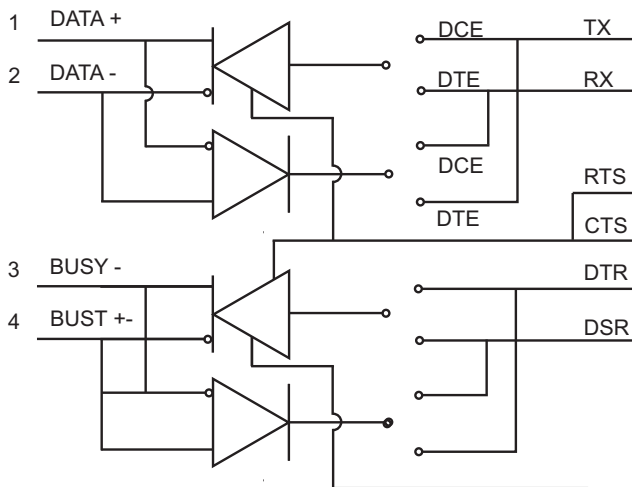 1 DATA + DCE TX
2 DATA - DTE RX
DCE
RTS
DTE
CTS
3 BUSY - DTR
4 BUST +- DSR